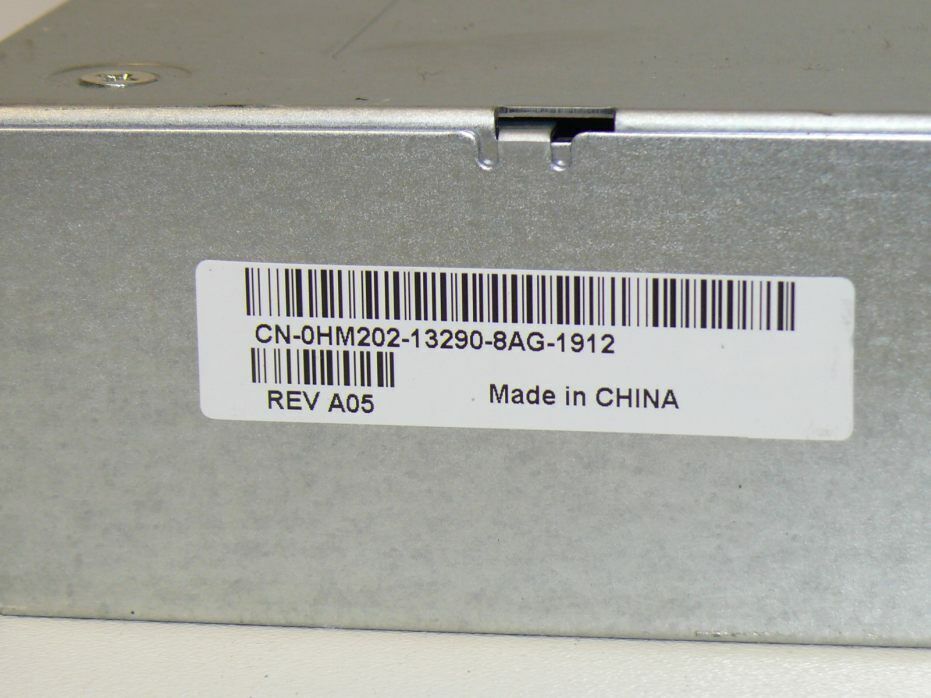 CN-0HM202-13290-8AG-1912
REV A05
Made in CHINA